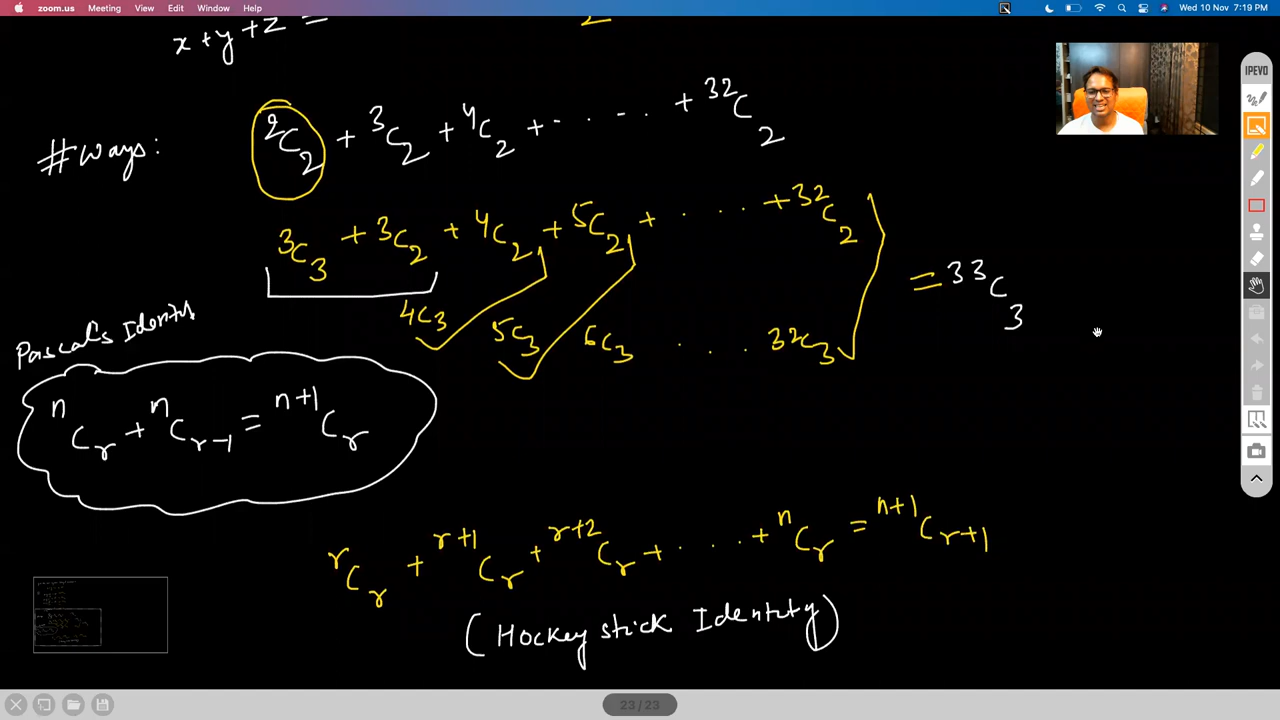 zoom.us Meeting View Edit Window Help Wed 10 Nov 7:19 PM
x+y+z=
2
IPEVO
#ways: ²C₂ + ³C₂ + ⁴C₂ + - . . - . . + ³²C₂
³C₃ + ³C₂ + ⁴C₂ + ⁵C₂ + . . . . + ³²C₂
= ³³C₃
4C₃ 5C₃ 6C₃ . . . ³²C₃
Pascal's Identity
ⁿCᵣ + ⁿCᵣ₋₁ = ⁿ⁺¹Cᵣ
ʳCᵣ + ʳ⁺¹Cᵣ + ʳ⁺²Cᵣ + . . . + ⁿCᵣ = ⁿ⁺¹Cᵣ₊₁
(Hockey stick Identity)
23 / 23